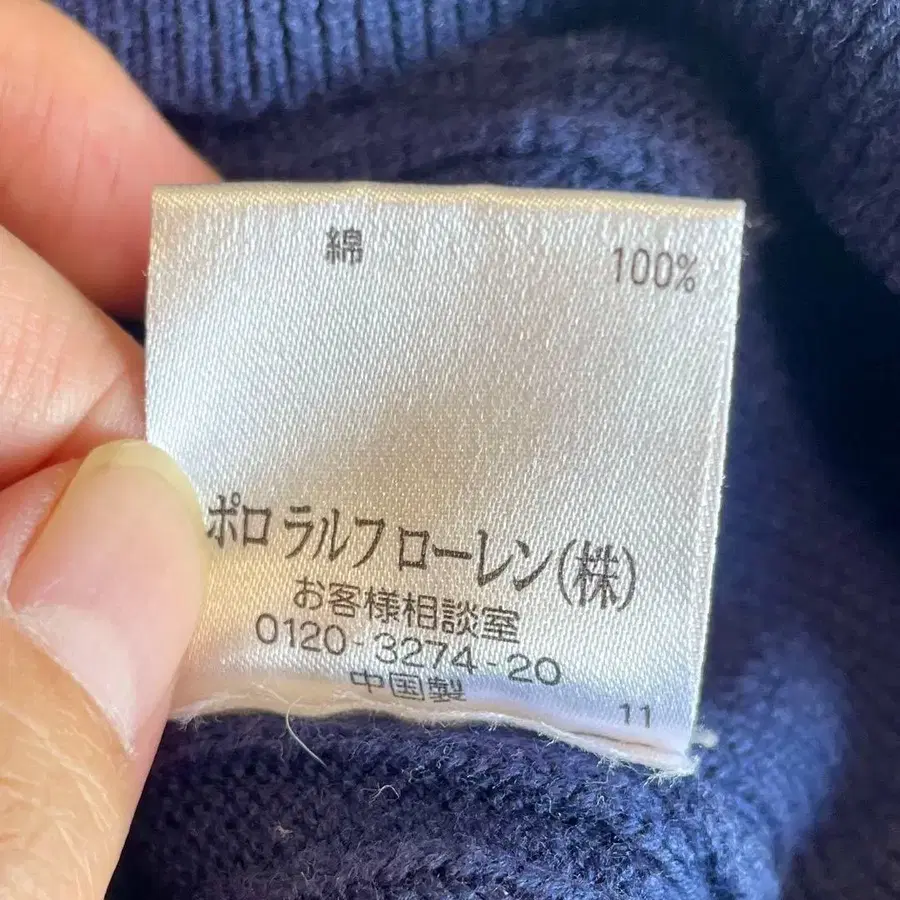 綿 100%
ポロ ラルフ ローレン(株)
お客様相談室
0120-3274-20
中国製
11